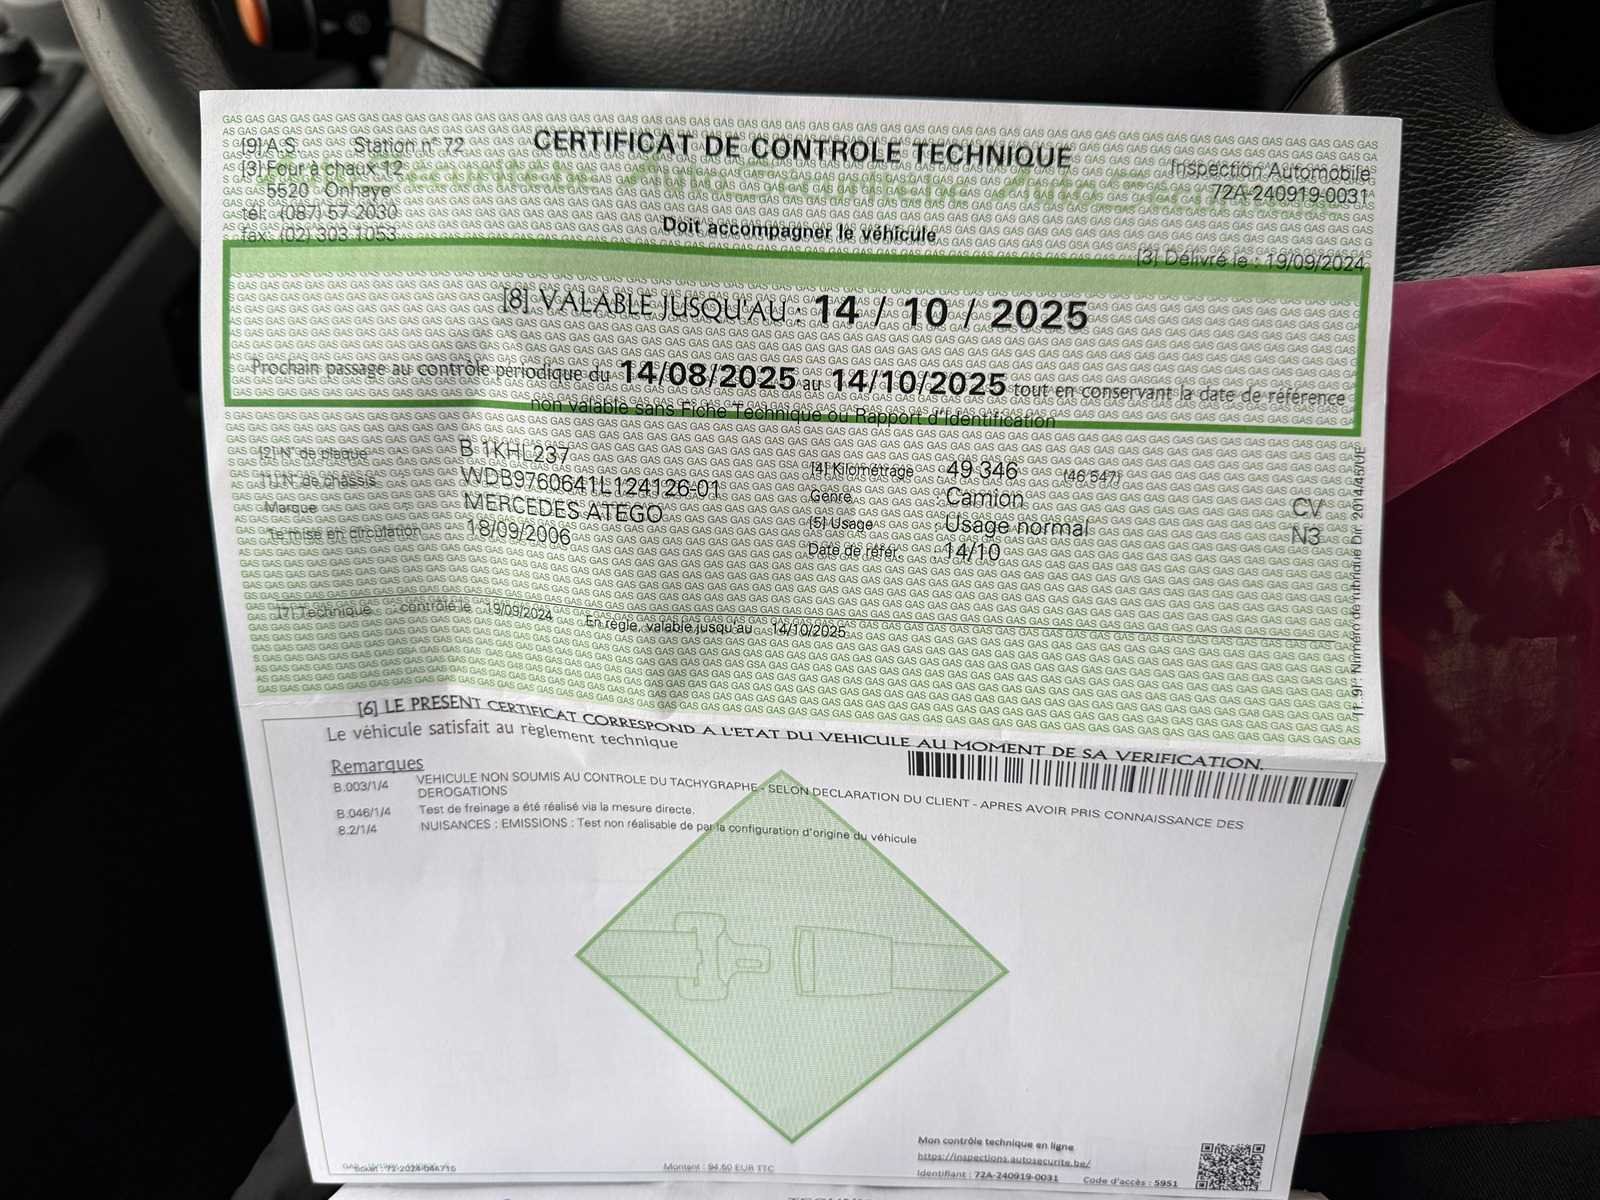 [9] A.S. Station n° 72
CERTIFICAT DE CONTROLE TECHNIQUE
Inspection Automobile
[3] Four à chaux 12
72A-240919-0031
5520 Onhaye
tél: (087) 57 2030
Doit accompagner le véhicule
fax: (02) 303 1053
[3] Délivré le : 19/09/2024
[8] VALABLE JUSQU'AU : 14 / 10 / 2025
Prochain passage au contrôle périodique du 14/08/2025 au 14/10/2025 tout en conservant la date de référence
non valable sans Fiche Technique ou Rapport d'Identification
[2] N° de plaque B 1KHL237
[4] Kilométrage 49 346 (46 547)
[1] N° de châssis WDB9760641L124126-01
Genre Camion CV
Marque : MERCEDES ATEGO
[5] Usage : Usage normal N3
1e mise en circulation 18/09/2006
Date de référ. : 14/10
[7] Technique : contrôlé le : 19/09/2024 En règle, valable jusqu'au 14/10/2025
[6] LE PRESENT CERTIFICAT CORRESPOND A L'ETAT DU VEHICULE AU MOMENT DE SA VERIFICATION.
Le véhicule satisfait au règlement technique
Remarques
B.003/1/4 VEHICULE NON SOUMIS AU CONTROLE DU TACHYGRAPHE - SELON DECLARATION DU CLIENT - APRES AVOIR PRIS CONNAISSANCE DES
DEROGATIONS
B.046/1/4 Test de freinage a été réalisé via la mesure directe.
8.2/1/4 NUISANCES : EMISSIONS : Test non réalisable de par la configuration d'origine du véhicule
Mon contrôle technique en ligne
https://inspections.autosecurite.be/
Ticket : 72-2024-044716
Montant : 94.60 EUR TTC
Identifiant : 72A-240919-0031 Code d'accès : 5951